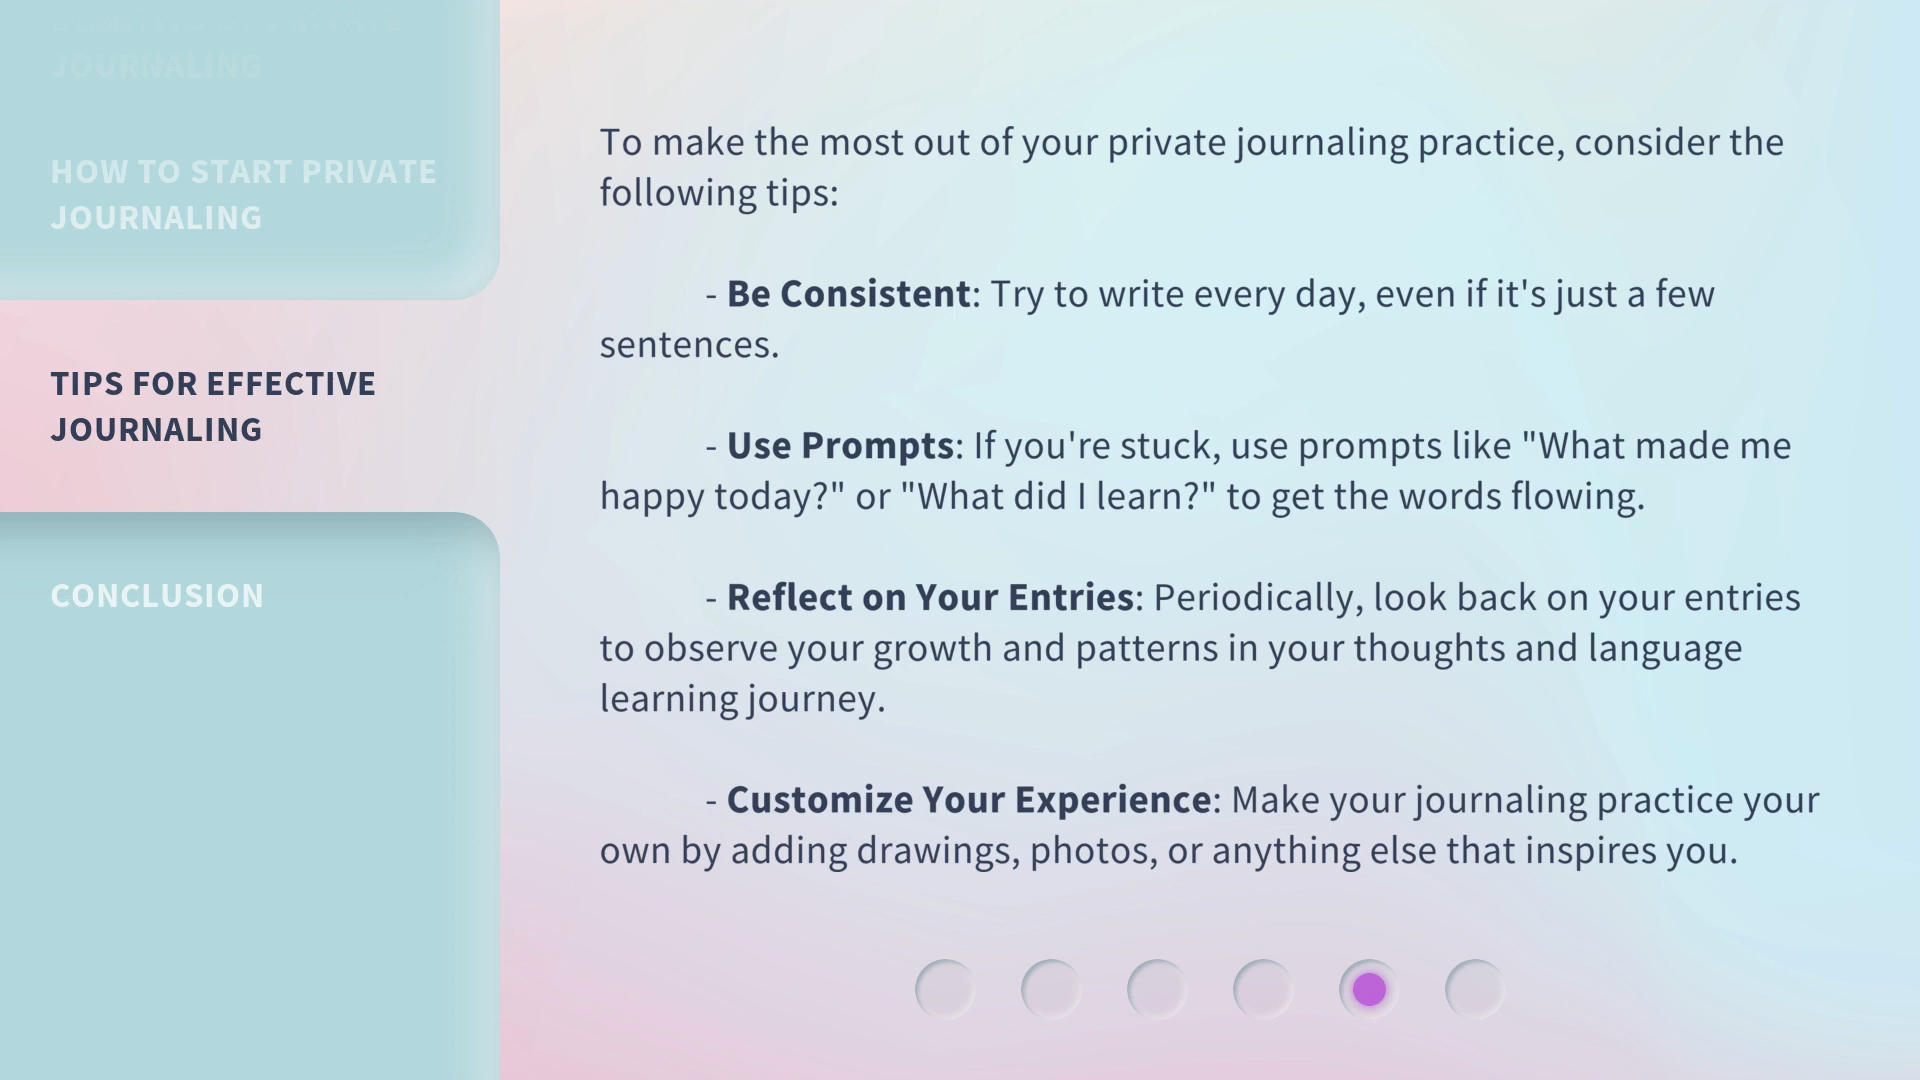 JOURNALING
HOW TO START PRIVATE
JOURNALING
TIPS FOR EFFECTIVE
JOURNALING
CONCLUSION
To make the most out of your private journaling practice, consider the
following tips:
- Be Consistent: Try to write every day, even if it's just a few
sentences.
- Use Prompts: If you're stuck, use prompts like "What made me
happy today?" or "What did I learn?" to get the words flowing.
- Reflect on Your Entries: Periodically, look back on your entries
to observe your growth and patterns in your thoughts and language
learning journey.
- Customize Your Experience: Make your journaling practice your
own by adding drawings, photos, or anything else that inspires you.